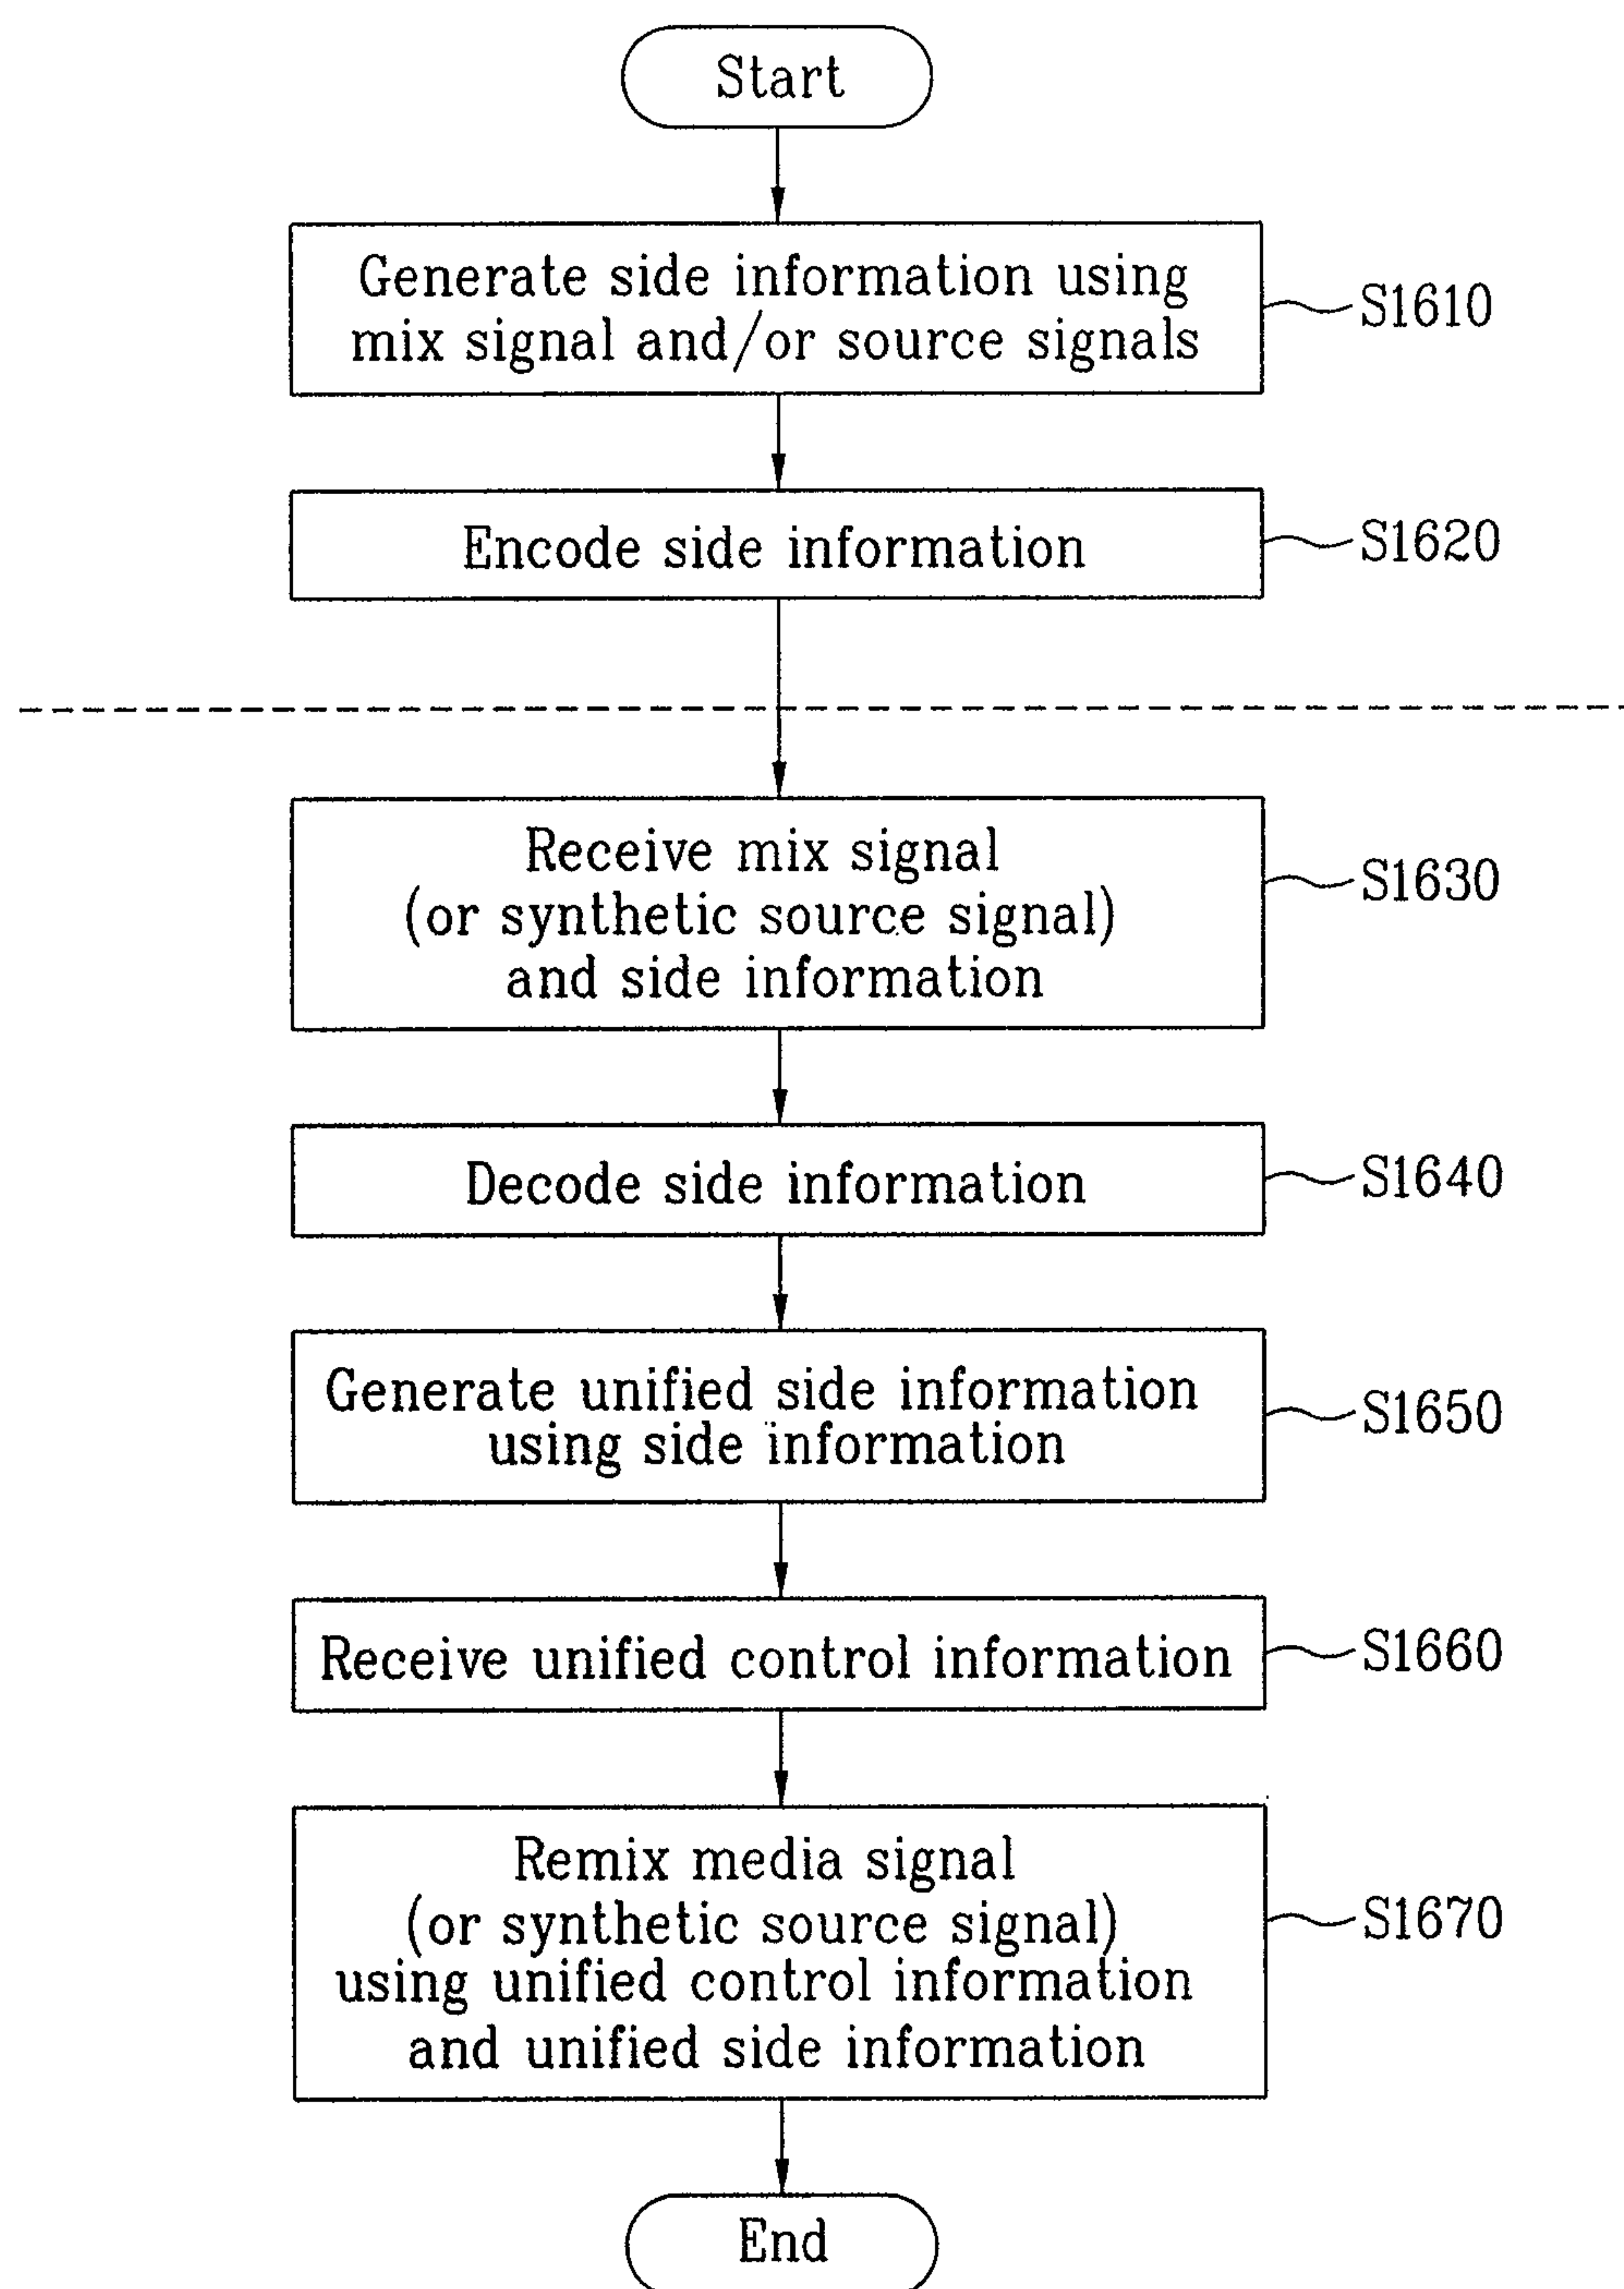 Start
Generate side information using
mix signal and/or source signals
S1610
Encode side information
S1620
Receive mix signal
(or synthetic source signal)
and side information
S1630
Decode side information
S1640
Generate unified side information
using side information
S1650
Receive unified control information
S1660
Remix media signal
(or synthetic source signal)
using unified control information
and unified side information
S1670
End